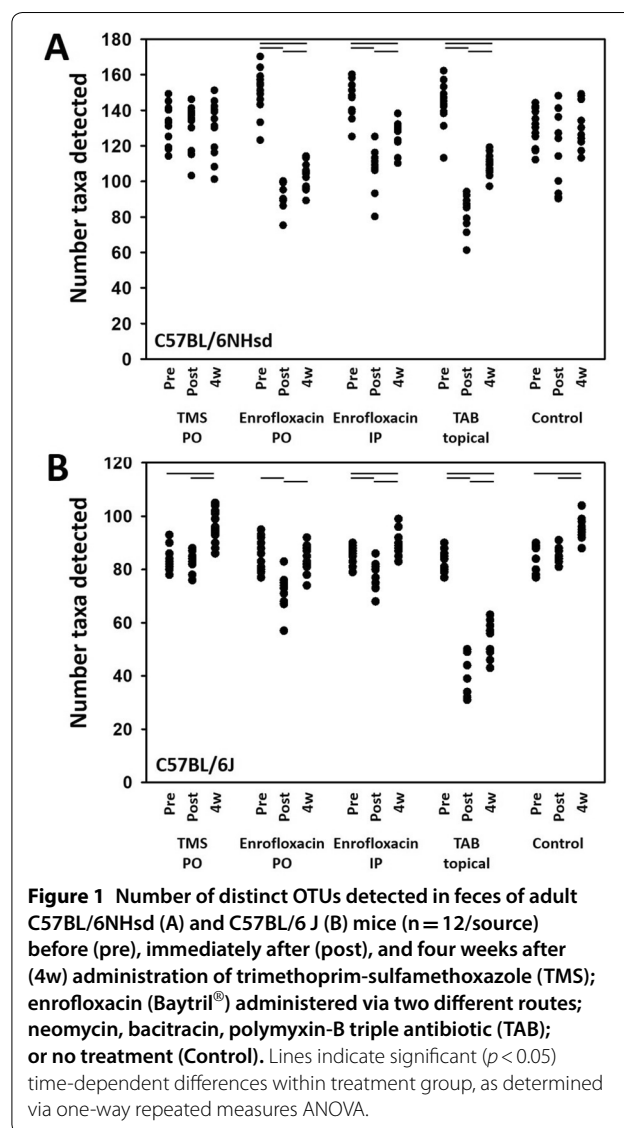 A
180
160
140
120
100
80
60
40
20
0
Number taxa detected
C57BL/6NHsd
Pre Post 4w Pre Post 4w Pre Post 4w Pre Post 4w Pre Post 4w
TMS Enrofloxacin Enrofloxacin TAB Control
PO PO IP topical
B
120
100
80
60
40
20
0
Number taxa detected
C57BL/6J
Pre Post 4w Pre Post 4w Pre Post 4w Pre Post 4w Pre Post 4w
TMS Enrofloxacin Enrofloxacin TAB Control
PO PO IP topical
Figure 1 Number of distinct OTUs detected in feces of adult
C57BL/6NHsd (A) and C57BL/6 J (B) mice (n = 12/source)
before (pre), immediately after (post), and four weeks after
(4w) administration of trimethoprim-sulfamethoxazole (TMS);
enrofloxacin (Baytril®) administered via two different routes;
neomycin, bacitracin, polymyxin-B triple antibiotic (TAB);
or no treatment (Control). Lines indicate significant (p < 0.05)
time-dependent differences within treatment group, as determined
via one-way repeated measures ANOVA.